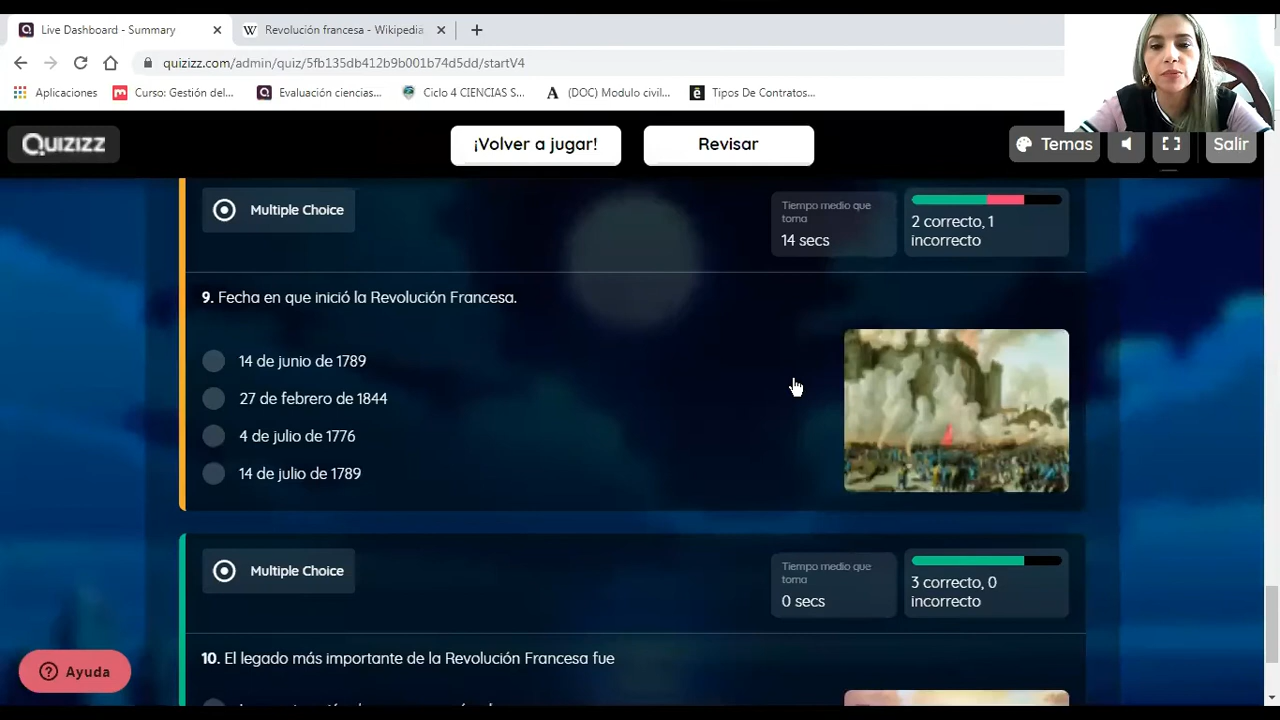 Live Dashboard - Summary
Revolución francesa - Wikipedia
quizizz.com/admin/quiz/5fb135db412b9b001b74d5dd/startV4
Aplicaciones
Curso: Gestión del...
Evaluación ciencias...
Ciclo 4 CIENCIAS S...
(DOC) Modulo civil...
Tipos De Contratos...
Quizizz
¡Volver a jugar!
Revisar
Temas
Salir
Multiple Choice
Tiempo medio que
toma
14 secs
2 correcto, 1
incorrecto
9. Fecha en que inició la Revolución Francesa.
14 de junio de 1789
27 de febrero de 1844
4 de julio de 1776
14 de julio de 1789
Multiple Choice
Tiempo medio que
toma
0 secs
3 correcto, 0
incorrecto
10. El legado más importante de la Revolución Francesa fue
Ayuda